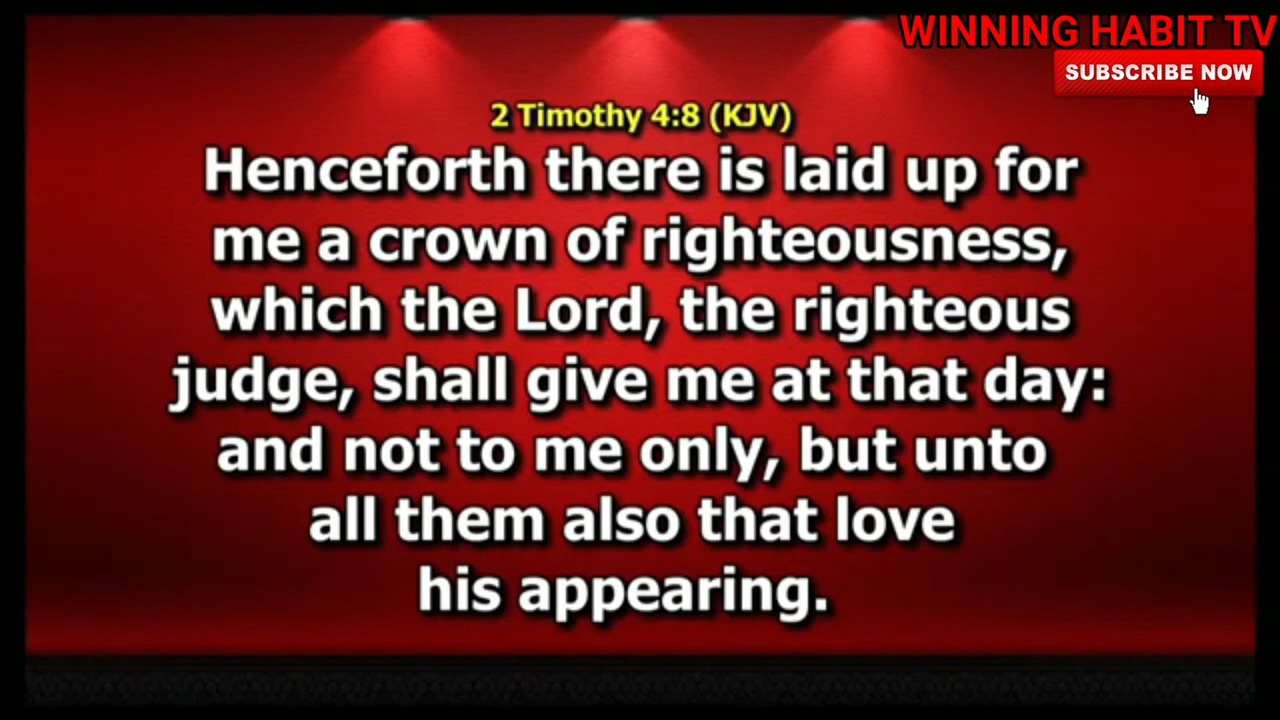 WINNING HABIT TV
SUBSCRIBE NOW
2 Timothy 4:8 (KJV)
Henceforth there is laid up for
me a crown of righteousness,
which the Lord, the righteous
judge, shall give me at that day:
and not to me only, but unto
all them also that love
his appearing.